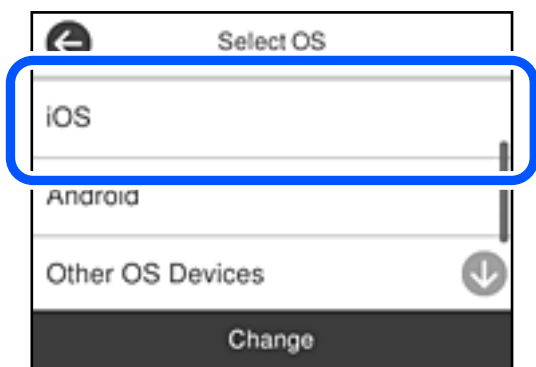 Select OS
iOS
Android
Other OS Devices
Change